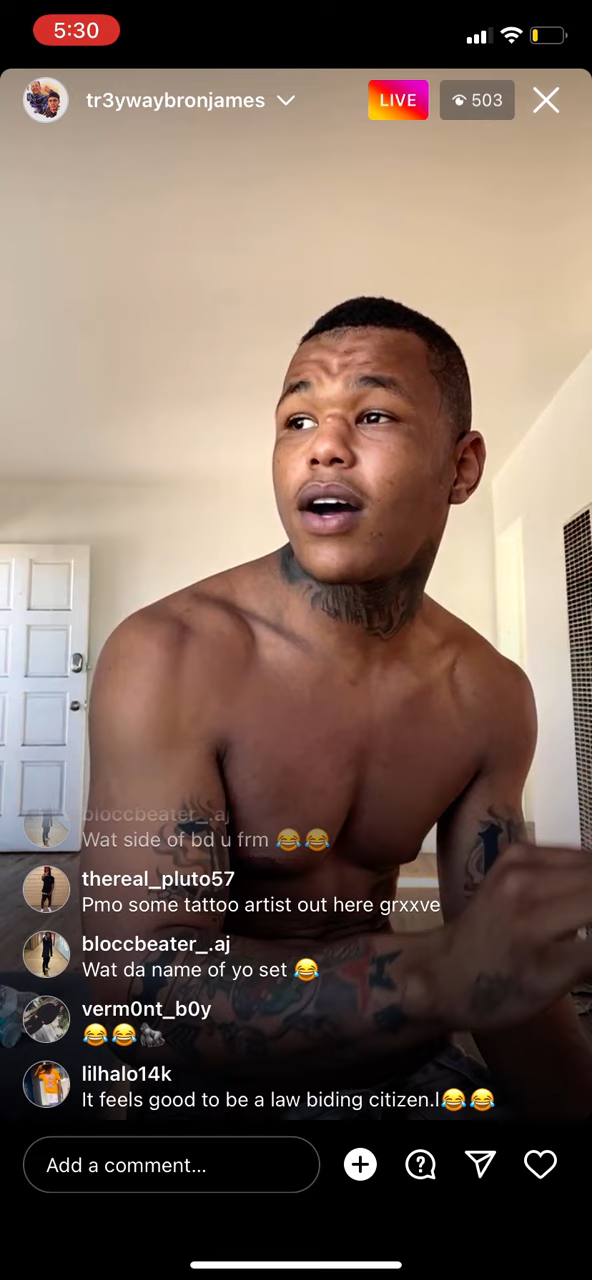 5:30
tr3ywaybronjames
LIVE
503
bloccbeater_.aj
Wat side of bd u frm 😂😂
thereal_pluto57
Pmo some tattoo artist out here grxxve
bloccbeater_.aj
Wat da name of yo set 😂
verm0nt_b0y
😂😂🦍
lilhalo14k
It feels good to be a law biding citizen.l😂😂
Add a comment...